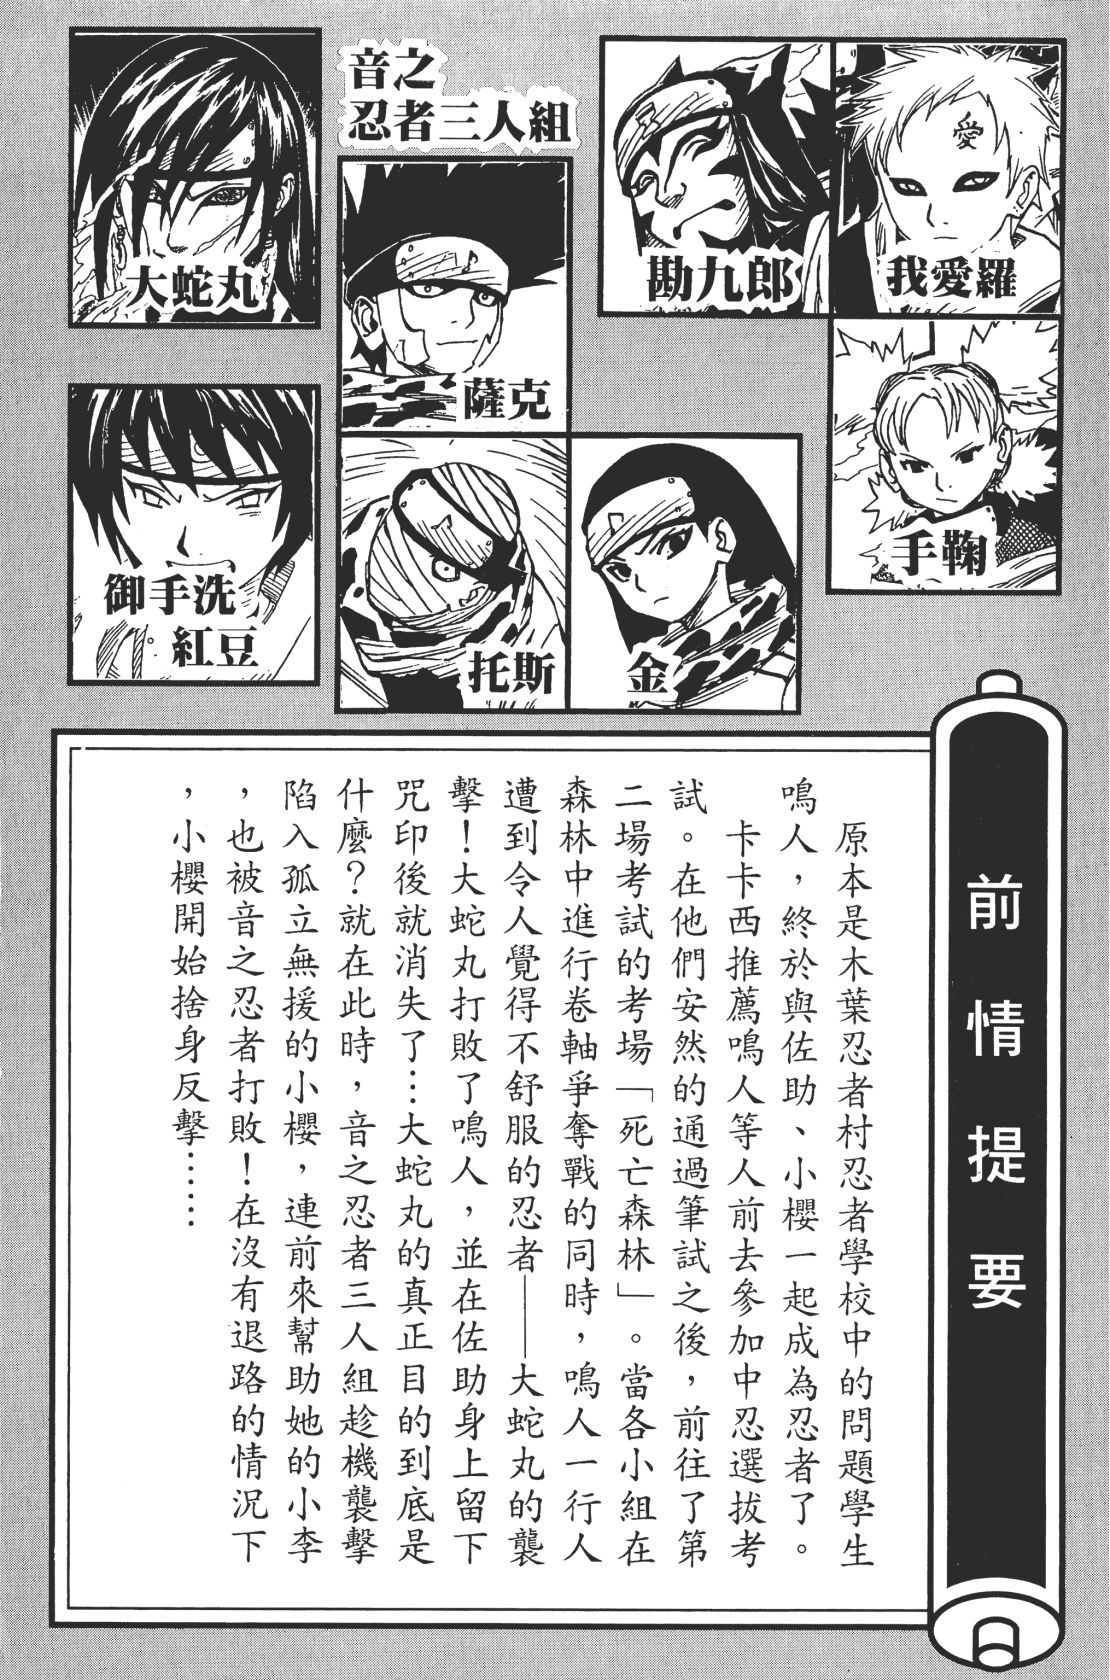 音之
忍者三人組
大蛇丸
薩克
勘九郎
我愛羅
手鞠
御手洗
紅豆
托斯
金
前情提要
原本是木葉忍者村忍者學校中的問題學生
鳴人，終於與佐助、小櫻一起成為忍者了。
卡卡西推薦鳴人等人前去參加中忍選拔考
試。在他們安然的通過筆試之後，前往了第
二場考試的考場「死亡森林」。當各小組在
森林中進行卷軸爭奪戰的同時，鳴人一行人
遭到令人覺得不舒服的忍者——大蛇丸的襲
擊！大蛇丸打敗了鳴人，並在佐助身上留下
咒印後就消失了…大蛇丸的真正目的到底是
什麼？就在此時，音之忍者三人組趁機襲擊
陷入孤立無援的小櫻，連前來幫助她的小李
，也被音之忍者打敗！在沒有退路的情況下
，小櫻開始捨身反擊……
愛